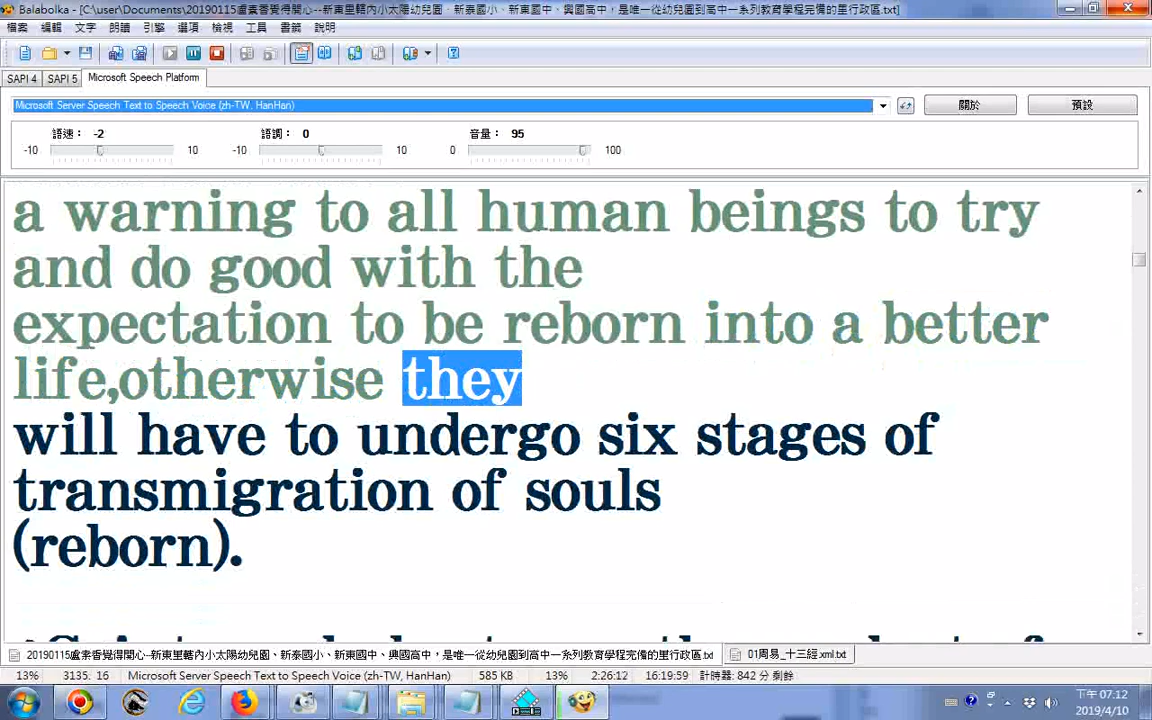 Balabolka - [C:\user\Documents\20190115盧素香覺得開心--新東里轄內小太陽幼兒園、新泰國小、新東國中、興國高中，是唯一從幼兒園到高中一系列教育學程完備的里行政區.txt]
檔案 編輯 文字 朗讀 引擎 選項 檢視 工具 書籤 說明
SAPI 4 SAPI 5 Microsoft Speech Platform
Microsoft Server Speech Text to Speech Voice (zh-TW, HanHan)
關於 預設
語速： -2 語調： 0 音量： 95
-10 10 -10 10 0 100
a warning to all human beings to try
and do good with the
expectation to be reborn into a better
life,otherwise they
will have to undergo six stages of
transmigration of souls
(reborn).
20190115盧素香覺得開心--新東里轄內小太陽幼兒園、新泰國小、新東國中、興國高中，是唯一從幼兒園到高中一系列教育學程完備的里行政區.txt 01周易_十三經.xml.txt
13% 3135: 16 Microsoft Server Speech Text to Speech Voice (zh-TW, HanHan) 585 KB 13% 2:26:12 16:19:59 計時器: 842 分 剩餘
下午 07:12
2019/4/10